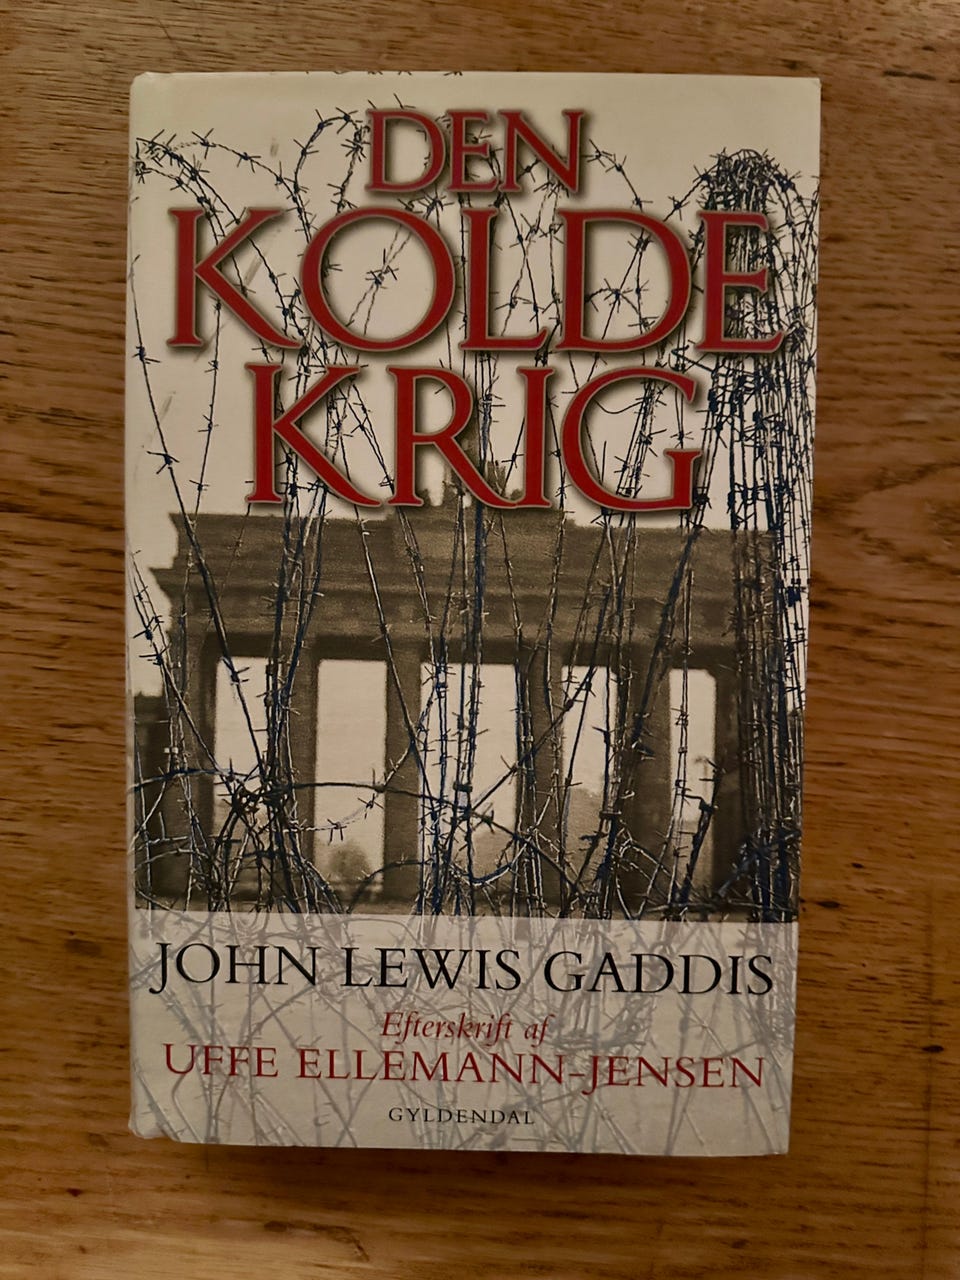 DEN
KOLDE
KRIG
JOHN LEWIS GADDIS
Efterskrift af
UFFE ELLEMANN-JENSEN
GYLDENDAL